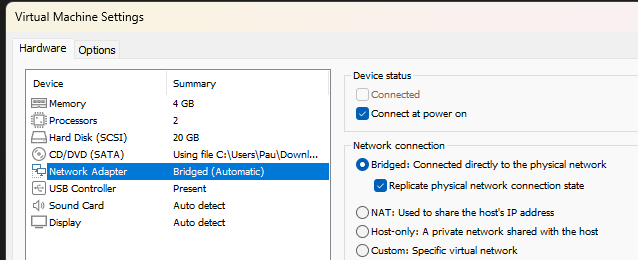 Virtual Machine Settings
Hardware Options
Device Summary
Memory 4 GB
Processors 2
Hard Disk (SCSI) 20 GB
CD/DVD (SATA) Using file C:\Users\Pau\Downl...
Network Adapter Bridged (Automatic)
USB Controller Present
Sound Card Auto detect
Display Auto detect
Device status
Connected
Connect at power on
Network connection
Bridged: Connected directly to the physical network
Replicate physical network connection state
NAT: Used to share the host's IP address
Host-only: A private network shared with the host
Custom: Specific virtual network